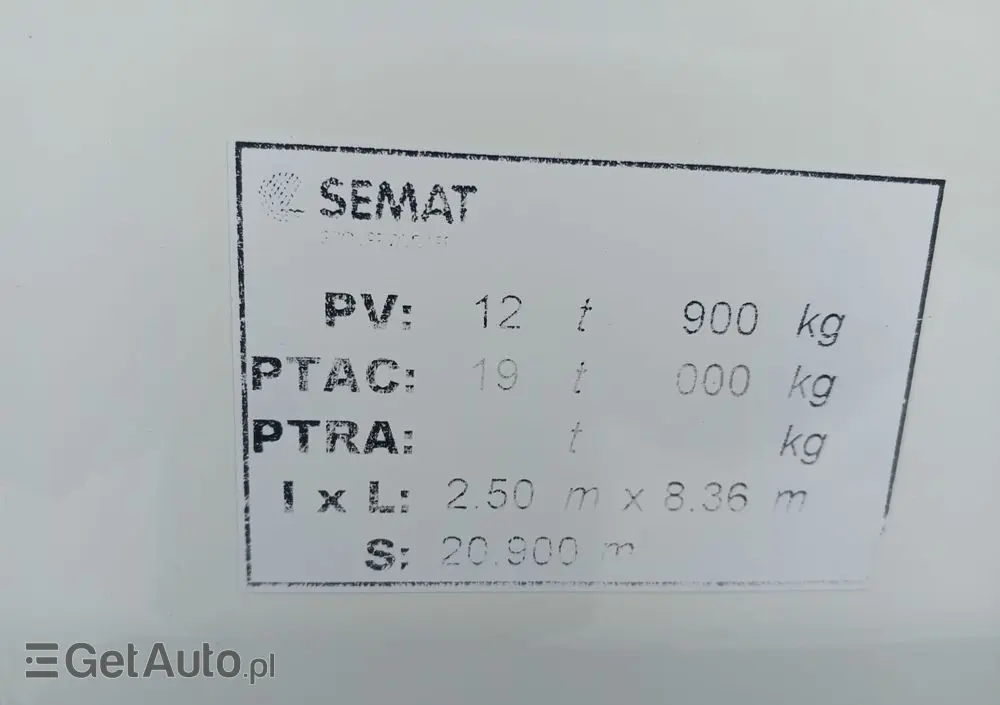 SEMAT
PV: 12 t 900 kg
PTAC: 19 t 000 kg
PTRA: t kg
l x L: 2.50 m x 8.36 m
S: 20.900 m
GetAuto.pl